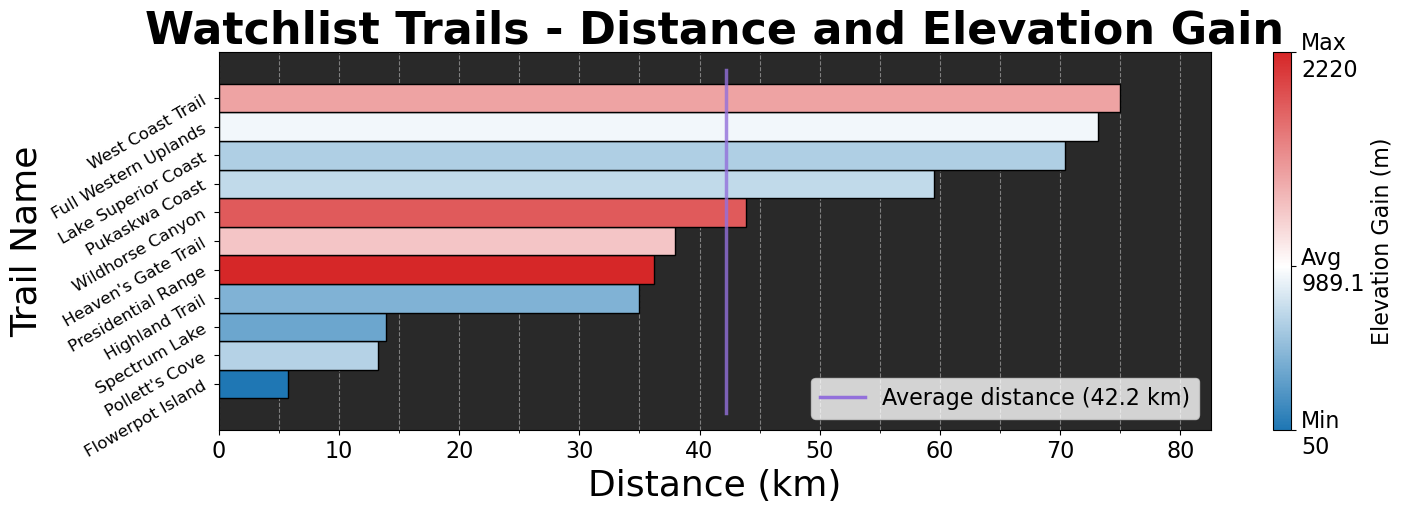 Watchlist Trails - Distance and Elevation Gain
Trail Name
West Coast Trail
Full Western Uplands
Lake Superior Coast
Pukaskwa Coast
Wildhorse Canyon
Heaven's Gate Trail
Presidential Range
Highland Trail
Spectrum Lake
Pollett's Cove
Flowerpot Island
Average distance (42.2 km)
0 10 20 30 40 50 60 70 80
Distance (km)
Max
2220
Avg
989.1
Min
50
Elevation Gain (m)